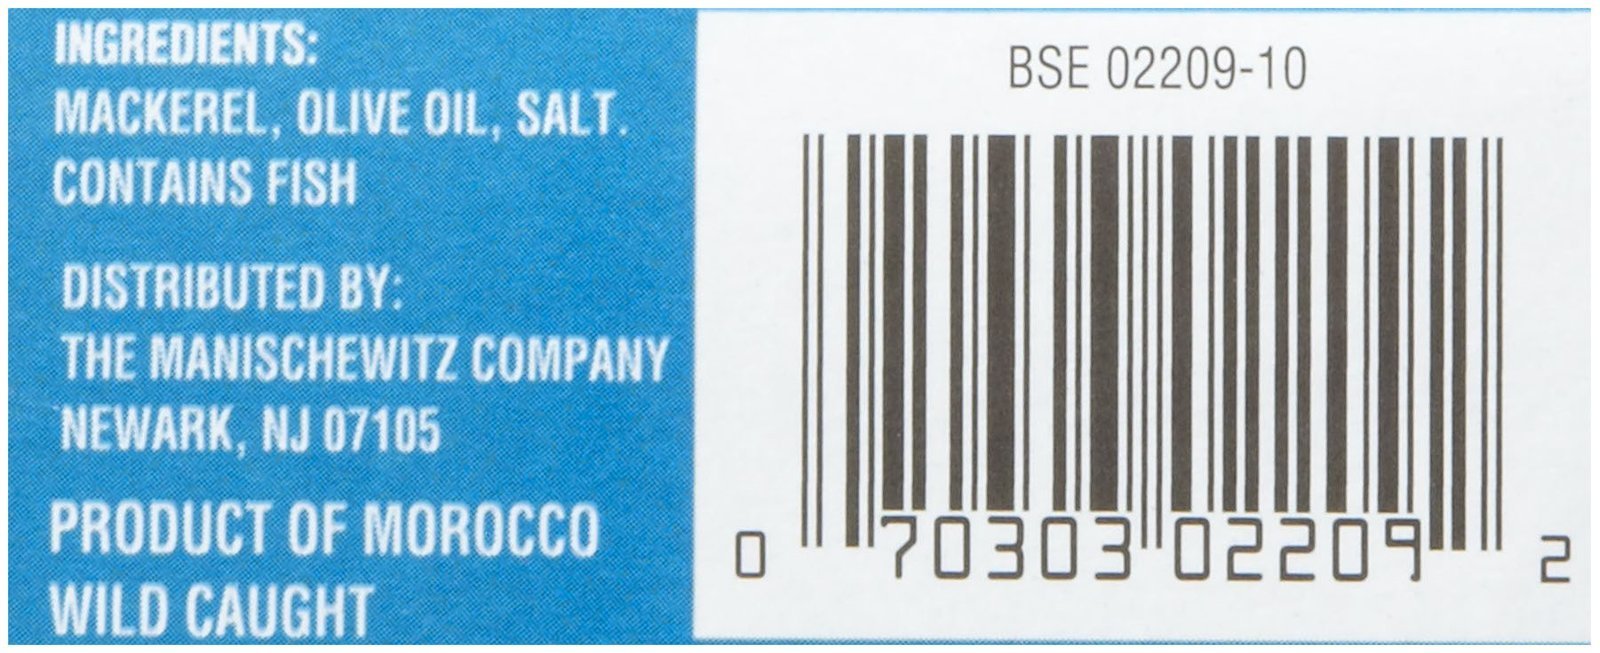 INGREDIENTS:
MACKEREL, OLIVE OIL, SALT.
CONTAINS FISH
DISTRIBUTED BY:
THE MANISCHEWITZ COMPANY
NEWARK, NJ 07105
PRODUCT OF MOROCCO
WILD CAUGHT
BSE 02209-10
0 70303 02209 2